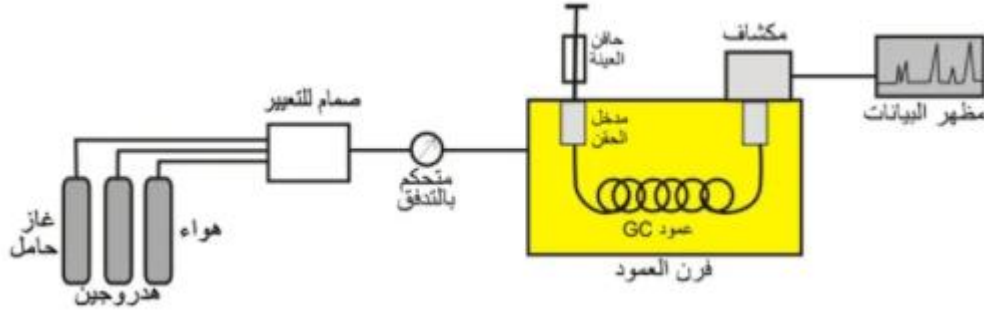 حاقن
العينة
مكشاف
صمام للتعيير
مدخل
الحقن
مظهر البيانات
متحكم
بالتدفق
غاز
حامل
هواء
عمود GC
فرن العمود
هدروجين